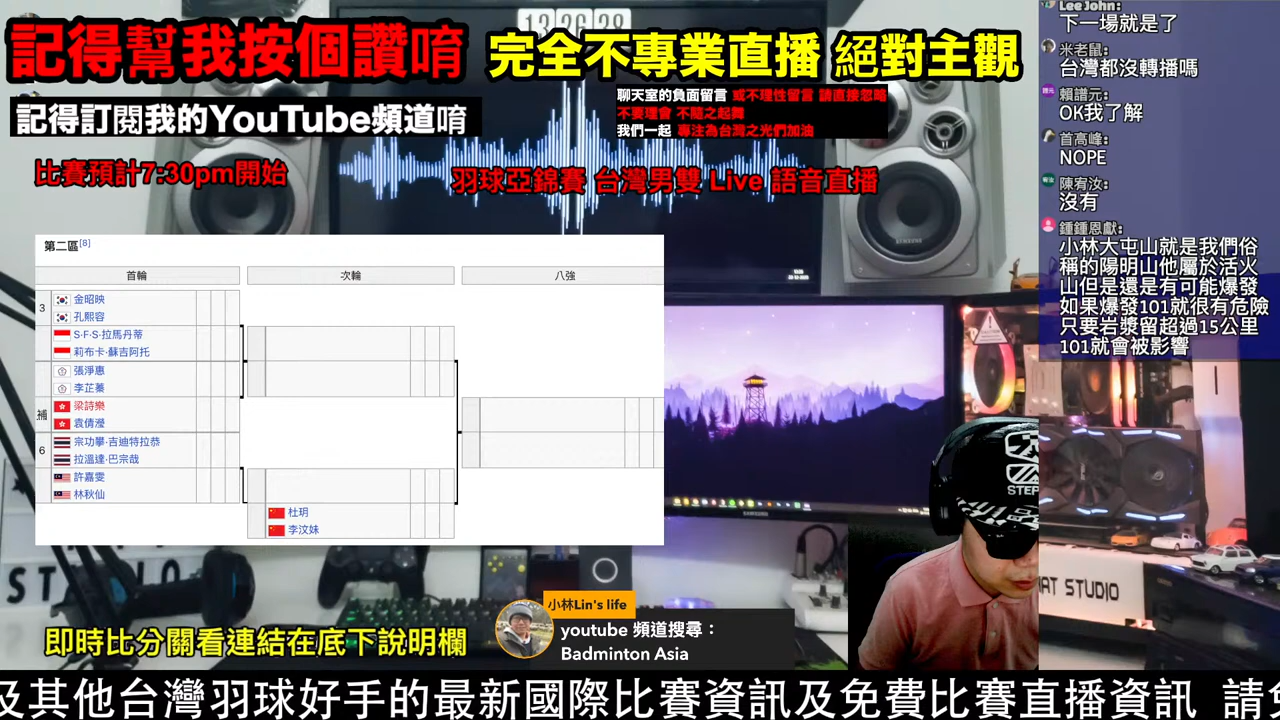 13 26 28
記得幫我按個讚唷
完全不專業直播 絕對主觀
記得訂閱我的YouTube頻道唷
聊天室的負面留言 或不理性留言 請直接忽略
不要理會 不隨之起舞
我們一起 專注為台灣之光們加油
比賽預計7:30pm開始
羽球亞錦賽 台灣男雙 Live 語音直播
第二區[8]
首輪
次輪
八強
3
金昭映
孔熙容
S·F·S·拉馬丹蒂
莉布卡·蘇吉阿托
張淨惠
李芷蓁
補
梁詩樂
袁倩瀅
6
宗功攀·吉迪特拉恭
拉溫達·巴宗哉
許嘉雯
林秋仙
杜玥
李汶妹
SAMSUNG
STEP
HAT STUDIO
STUDIO
即時比分關看連結在底下說明欄
小林Lin's life
youtube 頻道搜尋：
Badminton Asia
Lee John:
下一場就是了
米老鼠:
台灣都沒轉播嗎
賴譜元:
OK我了解
首高峰:
NOPE
陳宥汝:
沒有
鍾鍾恩獻:
小林大屯山就是我們俗
稱的陽明山他屬於活火
山但是還是有可能爆發
如果爆發101就很有危險
只要岩漿留超過15公里
101就會被影響
及其他台灣羽球好手的最新國際比賽資訊及免費比賽直播資訊 請